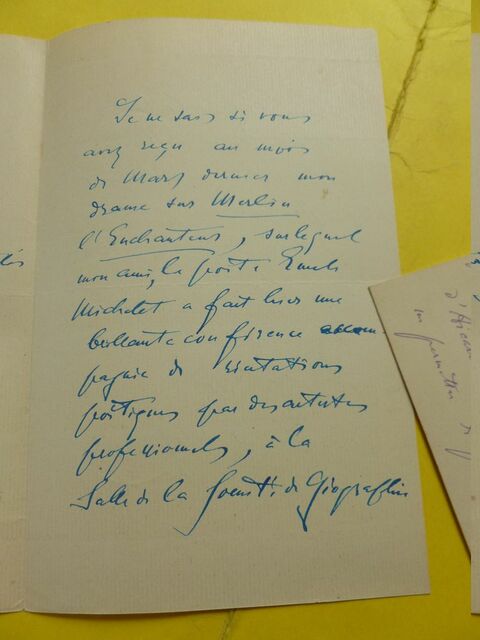 Je ne sais si vous
avez reçu au mois
de Mars dernier mon
drame sur Merlin
l'Enchanteur, sur lequel
mon ami, le poète Emile
Michelet a fait hier une
brillante conférence accom-
pagnée de récitations
poétiques par des artistes
professionnels, à la
Salle de la Société de Géographie